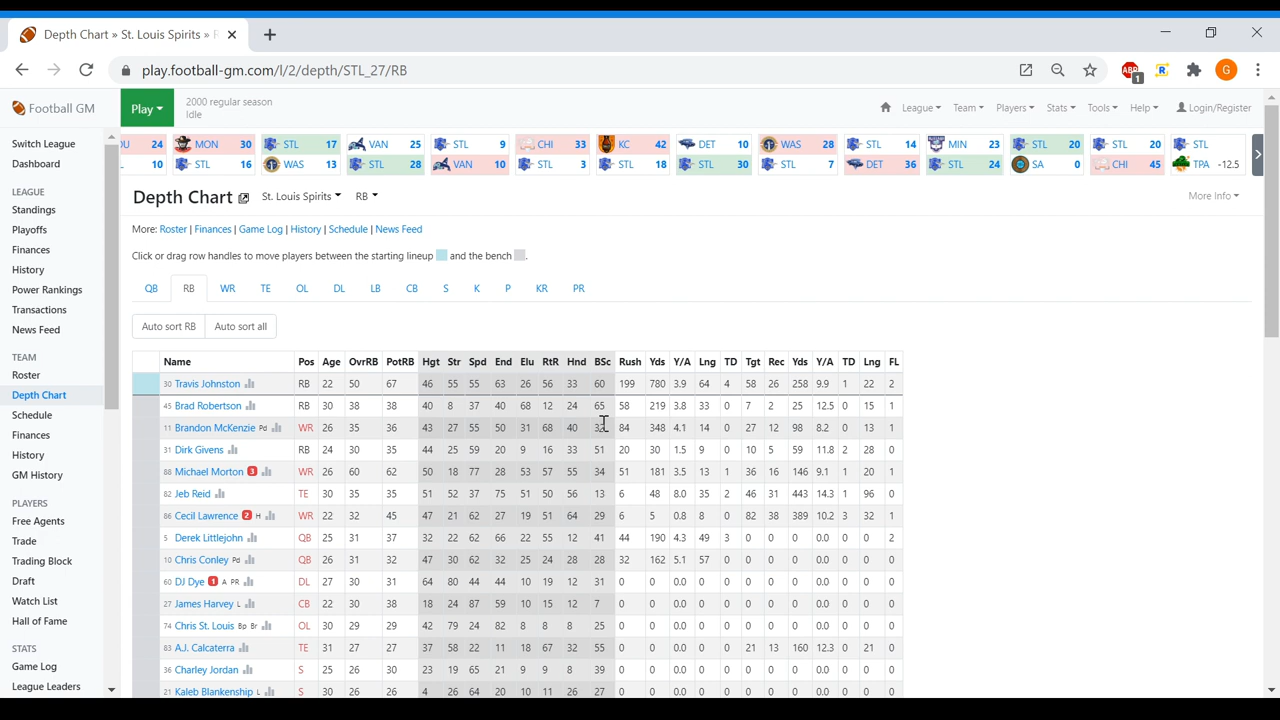 Depth Chart » St. Louis Spirits »
play.football-gm.com/l/2/depth/STL_27/RB
ABP 1 R G
Football GM Play 2000 regular season
Idle
League Team Players Stats Tools Help Login/Register
24 MON 30 STL 17 VAN 25 STL 9 CHI 33 KC 42 DET 10 WAS 28 STL 14 MIN 23 STL 20 STL 20 STL
10 STL 16 WAS 13 STL 28 VAN 10 STL 3 STL 18 STL 30 STL 7 DET 36 STL 24 SA 0 CHI 45 TPA -12.5
Switch League
Dashboard
LEAGUE
Standings
Playoffs
Finances
History
Power Rankings
Transactions
News Feed
TEAM
Roster
Depth Chart
Schedule
Finances
History
GM History
PLAYERS
Free Agents
Trade
Trading Block
Draft
Watch List
Hall of Fame
STATS
Game Log
League Leaders
Depth Chart St. Louis Spirits RB More Info
More: Roster | Finances | Game Log | History | Schedule | News Feed
Click or drag row handles to move players between the starting lineup and the bench .
QB RB WR TE OL DL LB CB S K P KR PR
Auto sort RB Auto sort all
Name Pos Age OvrRB PotRB Hgt Str Spd End Elu RtR Hnd BSc Rush Yds Y/A Lng TD Tgt Rec Yds Y/A TD Lng FL
30 Travis Johnston RB 22 50 67 46 55 55 63 26 56 33 60 199 780 3.9 64 4 58 26 258 9.9 1 22 2
45 Brad Robertson RB 30 38 38 40 8 37 40 68 12 24 65 58 219 3.8 33 0 7 2 25 12.5 0 15 1
11 Brandon McKenzie Pd WR 26 35 36 43 27 55 50 31 68 40 84 348 4.1 14 0 27 12 98 8.2 0 13 1
31 Dirk Givens RB 24 30 35 44 25 59 20 9 16 33 51 20 30 1.5 9 0 10 5 59 11.8 2 28 0
88 Michael Morton 3 WR 26 60 62 50 18 77 28 53 57 55 34 51 181 3.5 13 1 36 16 146 9.1 1 20 1
82 Jeb Reid TE 30 35 35 51 52 37 75 51 50 56 13 6 48 8.0 35 2 46 31 443 14.3 1 96 0
86 Cecil Lawrence 2 H WR 22 32 45 47 21 62 27 19 51 64 29 6 5 0.8 8 0 82 38 389 10.2 3 32 1
5 Derek Littlejohn QB 25 31 37 32 22 62 66 22 55 12 41 44 190 4.3 49 3 0 0 0 0.0 0 0 2
10 Chris Conley Pd QB 26 31 32 47 30 62 32 25 24 28 28 32 162 5.1 57 0 0 0 0 0.0 0 0 0
60 DJ Dye 1 A PR DL 27 30 31 64 80 44 44 10 19 12 31 0 0 0.0 0 0 0 0 0 0.0 0 0 0
27 James Harvey L CB 22 30 38 18 24 87 59 10 15 12 7 0 0 0.0 0 0 0 0 0 0.0 0 0 0
74 Chris St. Louis Bp Br OL 30 29 29 42 79 24 82 8 8 8 25 0 0 0.0 0 0 0 0 0 0.0 0 0 0
83 A.J. Calcaterra TE 31 27 27 37 58 22 11 18 67 32 55 0 0 0.0 0 0 21 13 160 12.3 0 21 0
36 Charley Jordan S 25 26 30 23 19 65 21 9 9 8 39 0 0 0.0 0 0 0 0 0 0.0 0 0 0
21 Kaleb Blankenship L S 30 26 26 4 26 64 20 10 11 26 27 0 0 0.0 0 0 0 0 0 0.0 0 0 0